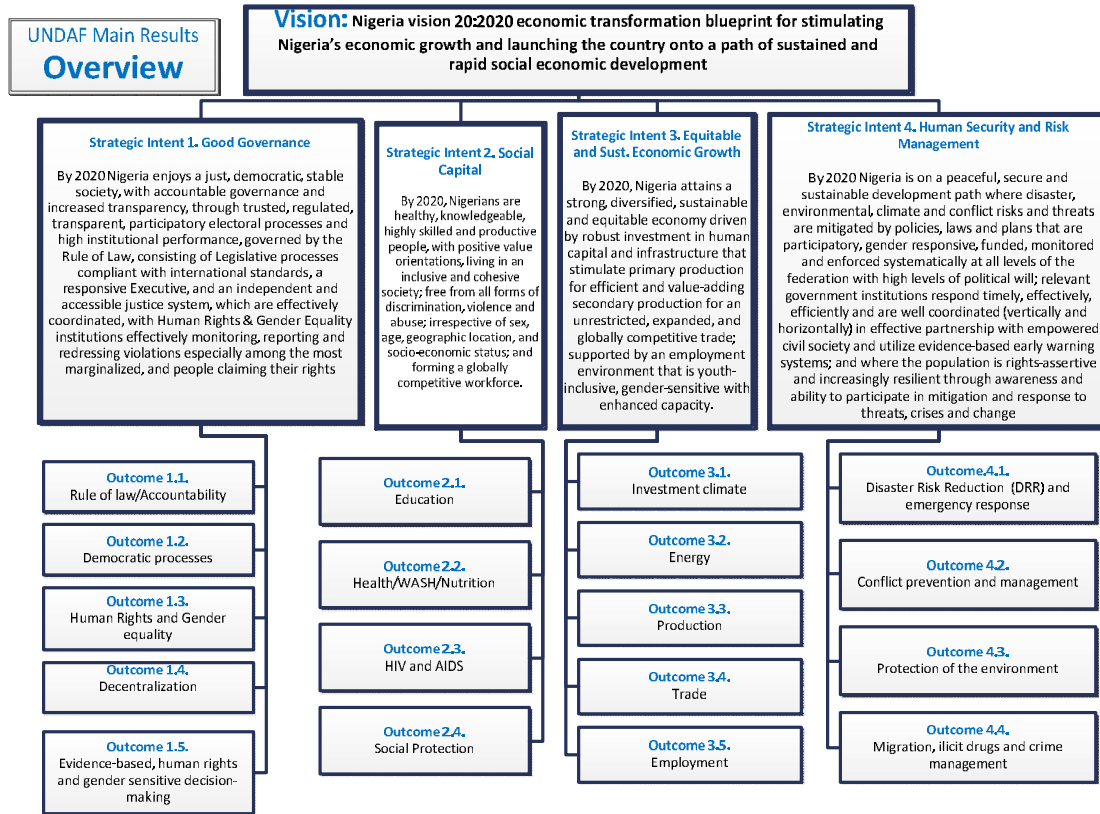 UNDAF Main Results
Overview
Vision: Nigeria vision 20:2020 economic transformation blueprint for stimulating
Nigeria's economic growth and launching the country onto a path of sustained and
rapid social economic development
Strategic Intent 1. Good Governance
By 2020 Nigeria enjoys a just, democratic, stable
society, with accountable governance and
increased transparency, through trusted, regulated,
transparent, participatory electoral processes and
high institutional performance, governed by the
Rule of Law, consisting of Legislative processes
compliant with international standards, a
responsive Executive, and an independent and
accessible justice system, which are effectively
coordinated, with Human Rights & Gender Equality
institutions effectively monitoring, reporting and
redressing violations especially among the most
marginalized, and people claiming their rights
Strategic Intent 2. Social
Capital
By 2020, Nigerians are
healthy, knowledgeable,
highly skilled and productive
people, with positive value
orientations, living in an
inclusive and cohesive
society; free from all forms of
discrimination, violence and
abuse; irrespective of sex,
age, geographic location, and
socio-economic status; and
forming a globally
competitive workforce.
Strategic Intent 3. Equitable
and Sust. Economic Growth
By 2020, Nigeria attains a
strong, diversified, sustainable
and equitable economy driven
by robust investment in human
capital and infrastructure that
stimulate primary production
for efficient and value-adding
secondary production for an
unrestricted, expanded, and
globally competitive trade;
supported by an employment
environment that is youth-
inclusive, gender-sensitive with
enhanced capacity.
Strategic Intent 4. Human Security and Risk
Management
By 2020 Nigeria is on a peaceful, secure and
sustainable development path where disaster,
environmental, climate and conflict risks and threats
are mitigated by policies, laws and plans that are
participatory, gender responsive, funded, monitored
and enforced systematically at all levels of the
federation with high levels of political will; relevant
government institutions respond timely, effectively,
efficiently and are well coordinated (vertically and
horizontally) in effective partnership with empowered
civil society and utilize evidence-based early warning
systems; and where the population is rights-assertive
and increasingly resilient through awareness and
ability to participate in mitigation and response to
threats, crises and change
Outcome 1.1.
Rule of law/Accountability
Outcome 1.2.
Democratic processes
Outcome 1.3.
Human Rights and Gender
equality
Outcome 1.4.
Decentralization
Outcome 1.5.
Evidence-based, human rights
and gender sensitive decision-
making
Outcome 2.1.
Education
Outcome 2.2.
Health/WASH/Nutrition
Outcome 2.3.
HIV and AIDS
Outcome 2.4.
Social Protection
Outcome 3.1.
Investment climate
Outcome 3.2.
Energy
Outcome 3.3.
Production
Outcome 3.4.
Trade
Outcome 3.5.
Employment
Outcome.4.1.
Disaster Risk Reduction (DRR) and
emergency response
Outcome 4.2.
Conflict prevention and management
Outcome 4.3.
Protection of the environment
Outcome 4.4.
Migration, ilicit drugs and crime
management